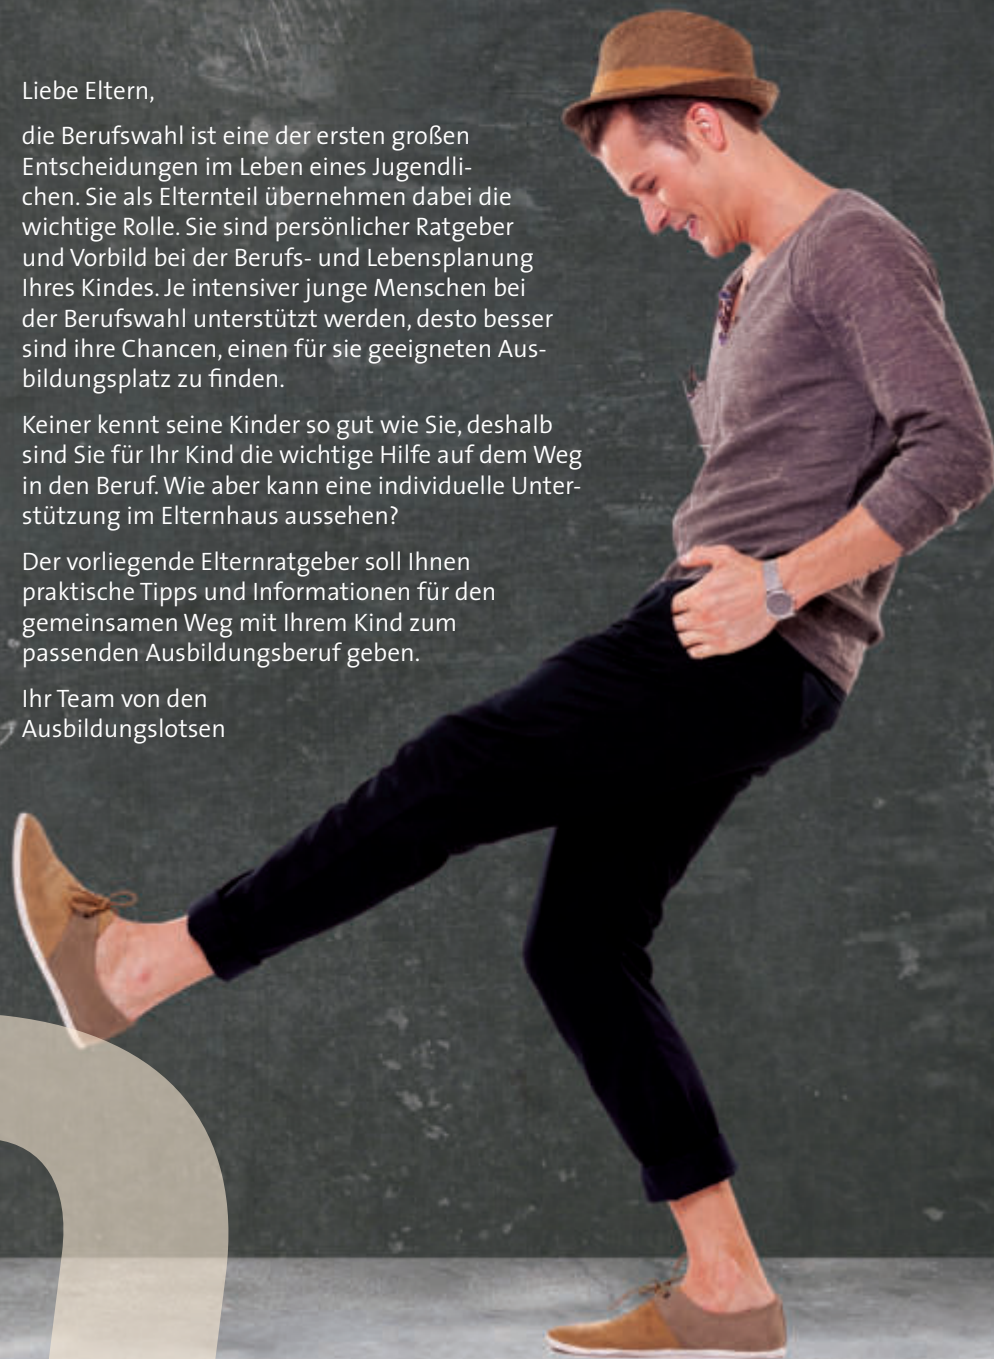 Liebe Eltern,
die Berufswahl ist eine der ersten großen
Entscheidungen im Leben eines Jugendli-
chen. Sie als Elternteil übernehmen dabei die
wichtige Rolle. Sie sind persönlicher Ratgeber
und Vorbild bei der Berufs- und Lebensplanung
Ihres Kindes. Je intensiver junge Menschen bei
der Berufswahl unterstützt werden, desto besser
sind ihre Chancen, einen für sie geeigneten Aus-
bildungsplatz zu finden.
Keiner kennt seine Kinder so gut wie Sie, deshalb
sind Sie für Ihr Kind die wichtige Hilfe auf dem Weg
in den Beruf. Wie aber kann eine individuelle Unter-
stützung im Elternhaus aussehen?
Der vorliegende Elternratgeber soll Ihnen
praktische Tipps und Informationen für den
gemeinsamen Weg mit Ihrem Kind zum
passenden Ausbildungsberuf geben.
Ihr Team von den
Ausbildungslotsen